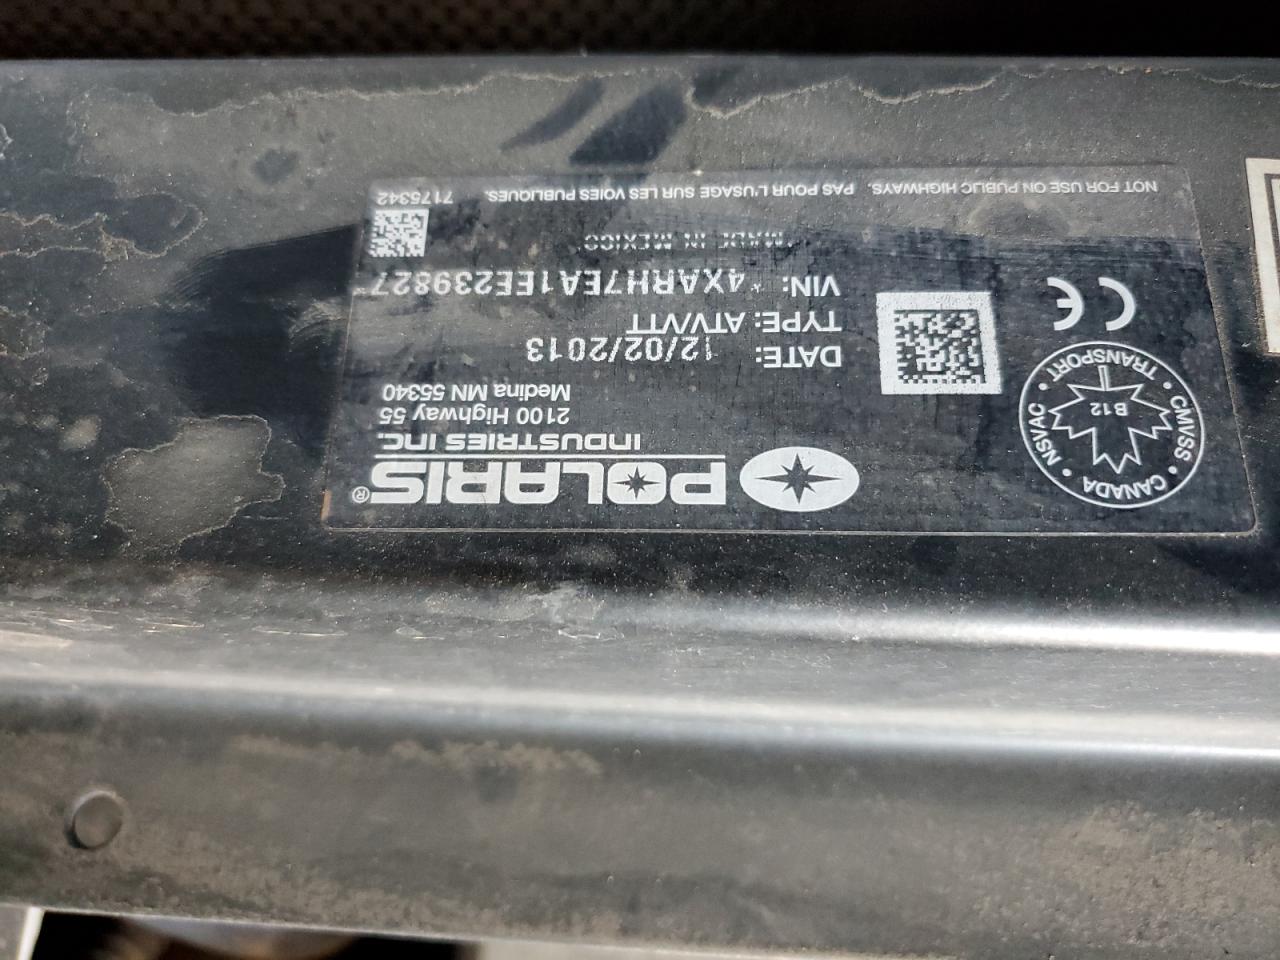 POLARIS®
INDUSTRIES INC.
2100 Highway 55
Medina MN 55340
DATE: 12/02/2013
TYPE: ATV/VTT
VIN: *4XARH7EA1EE239827*
MADE IN MEXICO
NOT FOR USE ON PUBLIC HIGHWAYS. PAS POUR L'USAGE SUR LES VOIES PUBLIQUES. 7175342
CANADA • CMVSS • TRANSPORT • NSVAC •
B12
CE